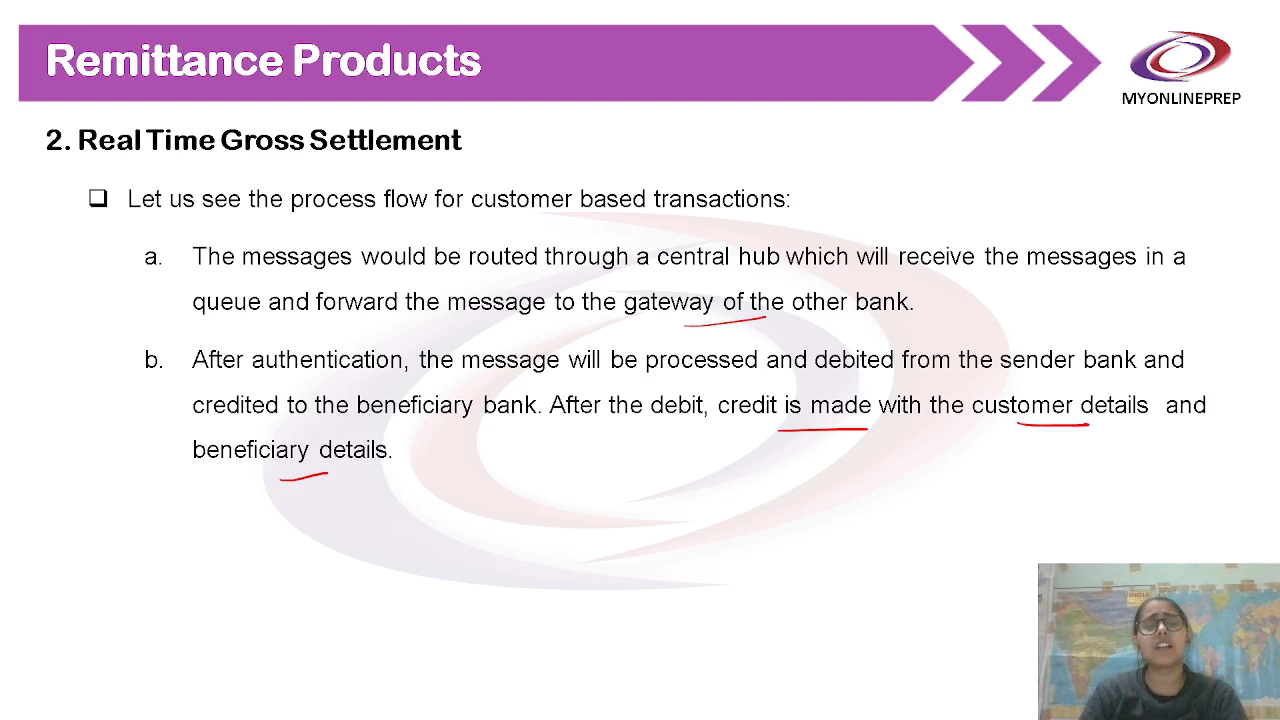 Remittance Products
MYONLINEPREP
2. Real Time Gross Settlement
❑ Let us see the process flow for customer based transactions:
a. The messages would be routed through a central hub which will receive the messages in a
queue and forward the message to the gateway of the other bank.
b. After authentication, the message will be processed and debited from the sender bank and
credited to the beneficiary bank. After the debit, credit is made with the customer details and
beneficiary details.
INDIA